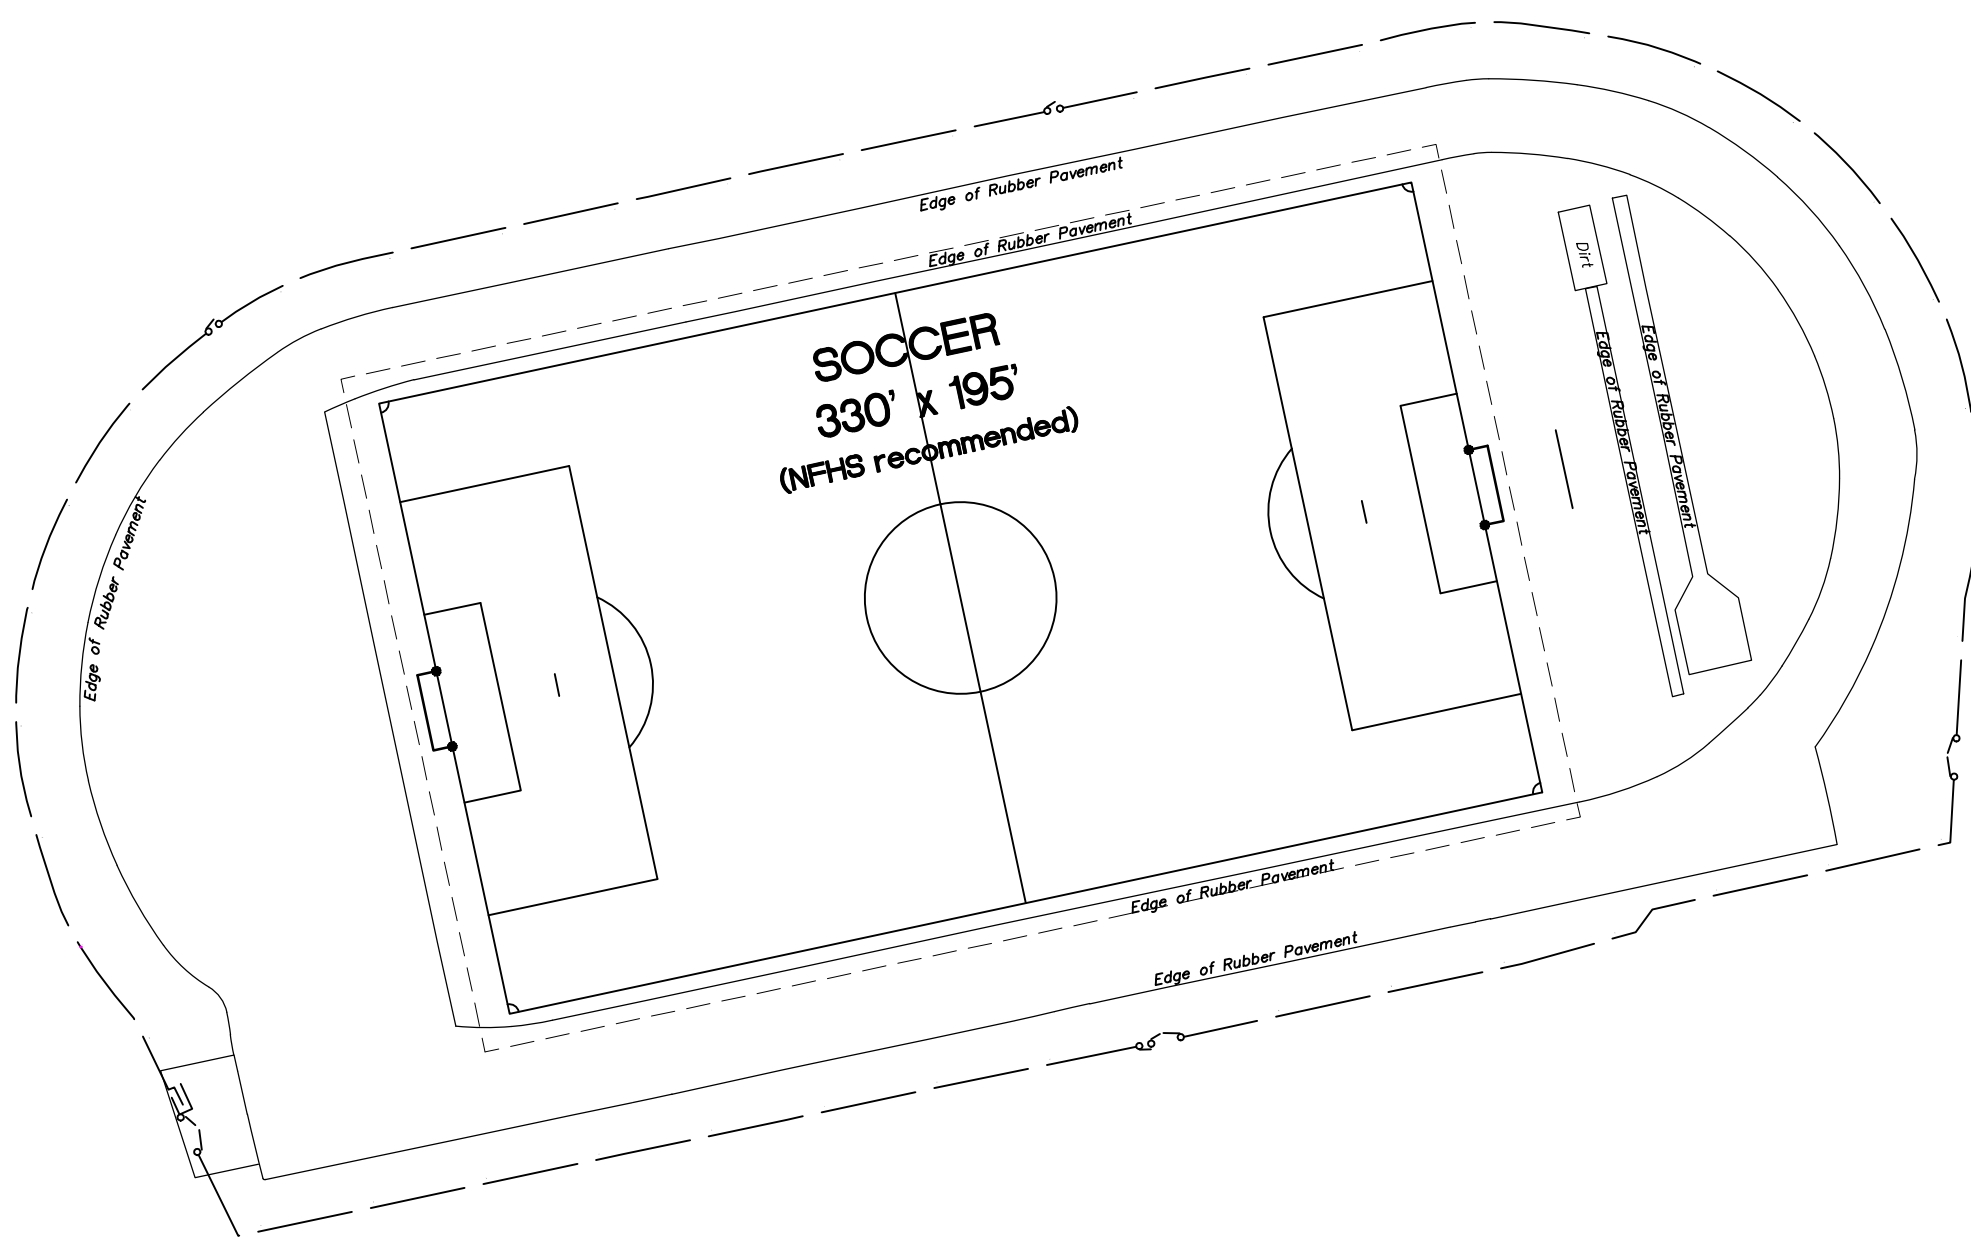 Edge of Rubber Pavement
Edge of Rubber Pavement
Dirt
SOCCER
330' x 195'
(NFHS recommended)
Edge of Rubber Pavement
Edge of Rubber Pavement
Edge of Rubber Pavement
Edge of Rubber Pavement
Edge of Rubber Pavement